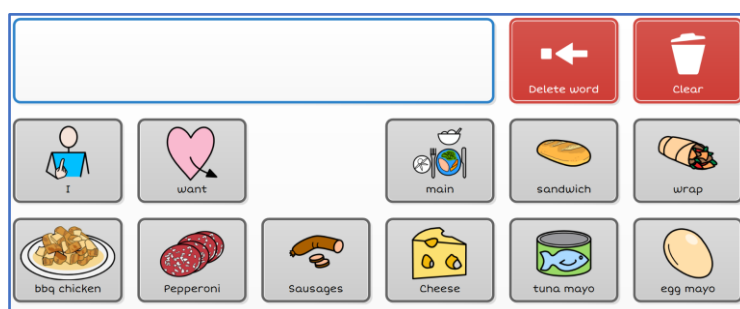 Delete word
Clear
I
want
main
sandwich
wrap
bbq chicken
Pepperoni
Sausages
Cheese
tuna mayo
egg mayo